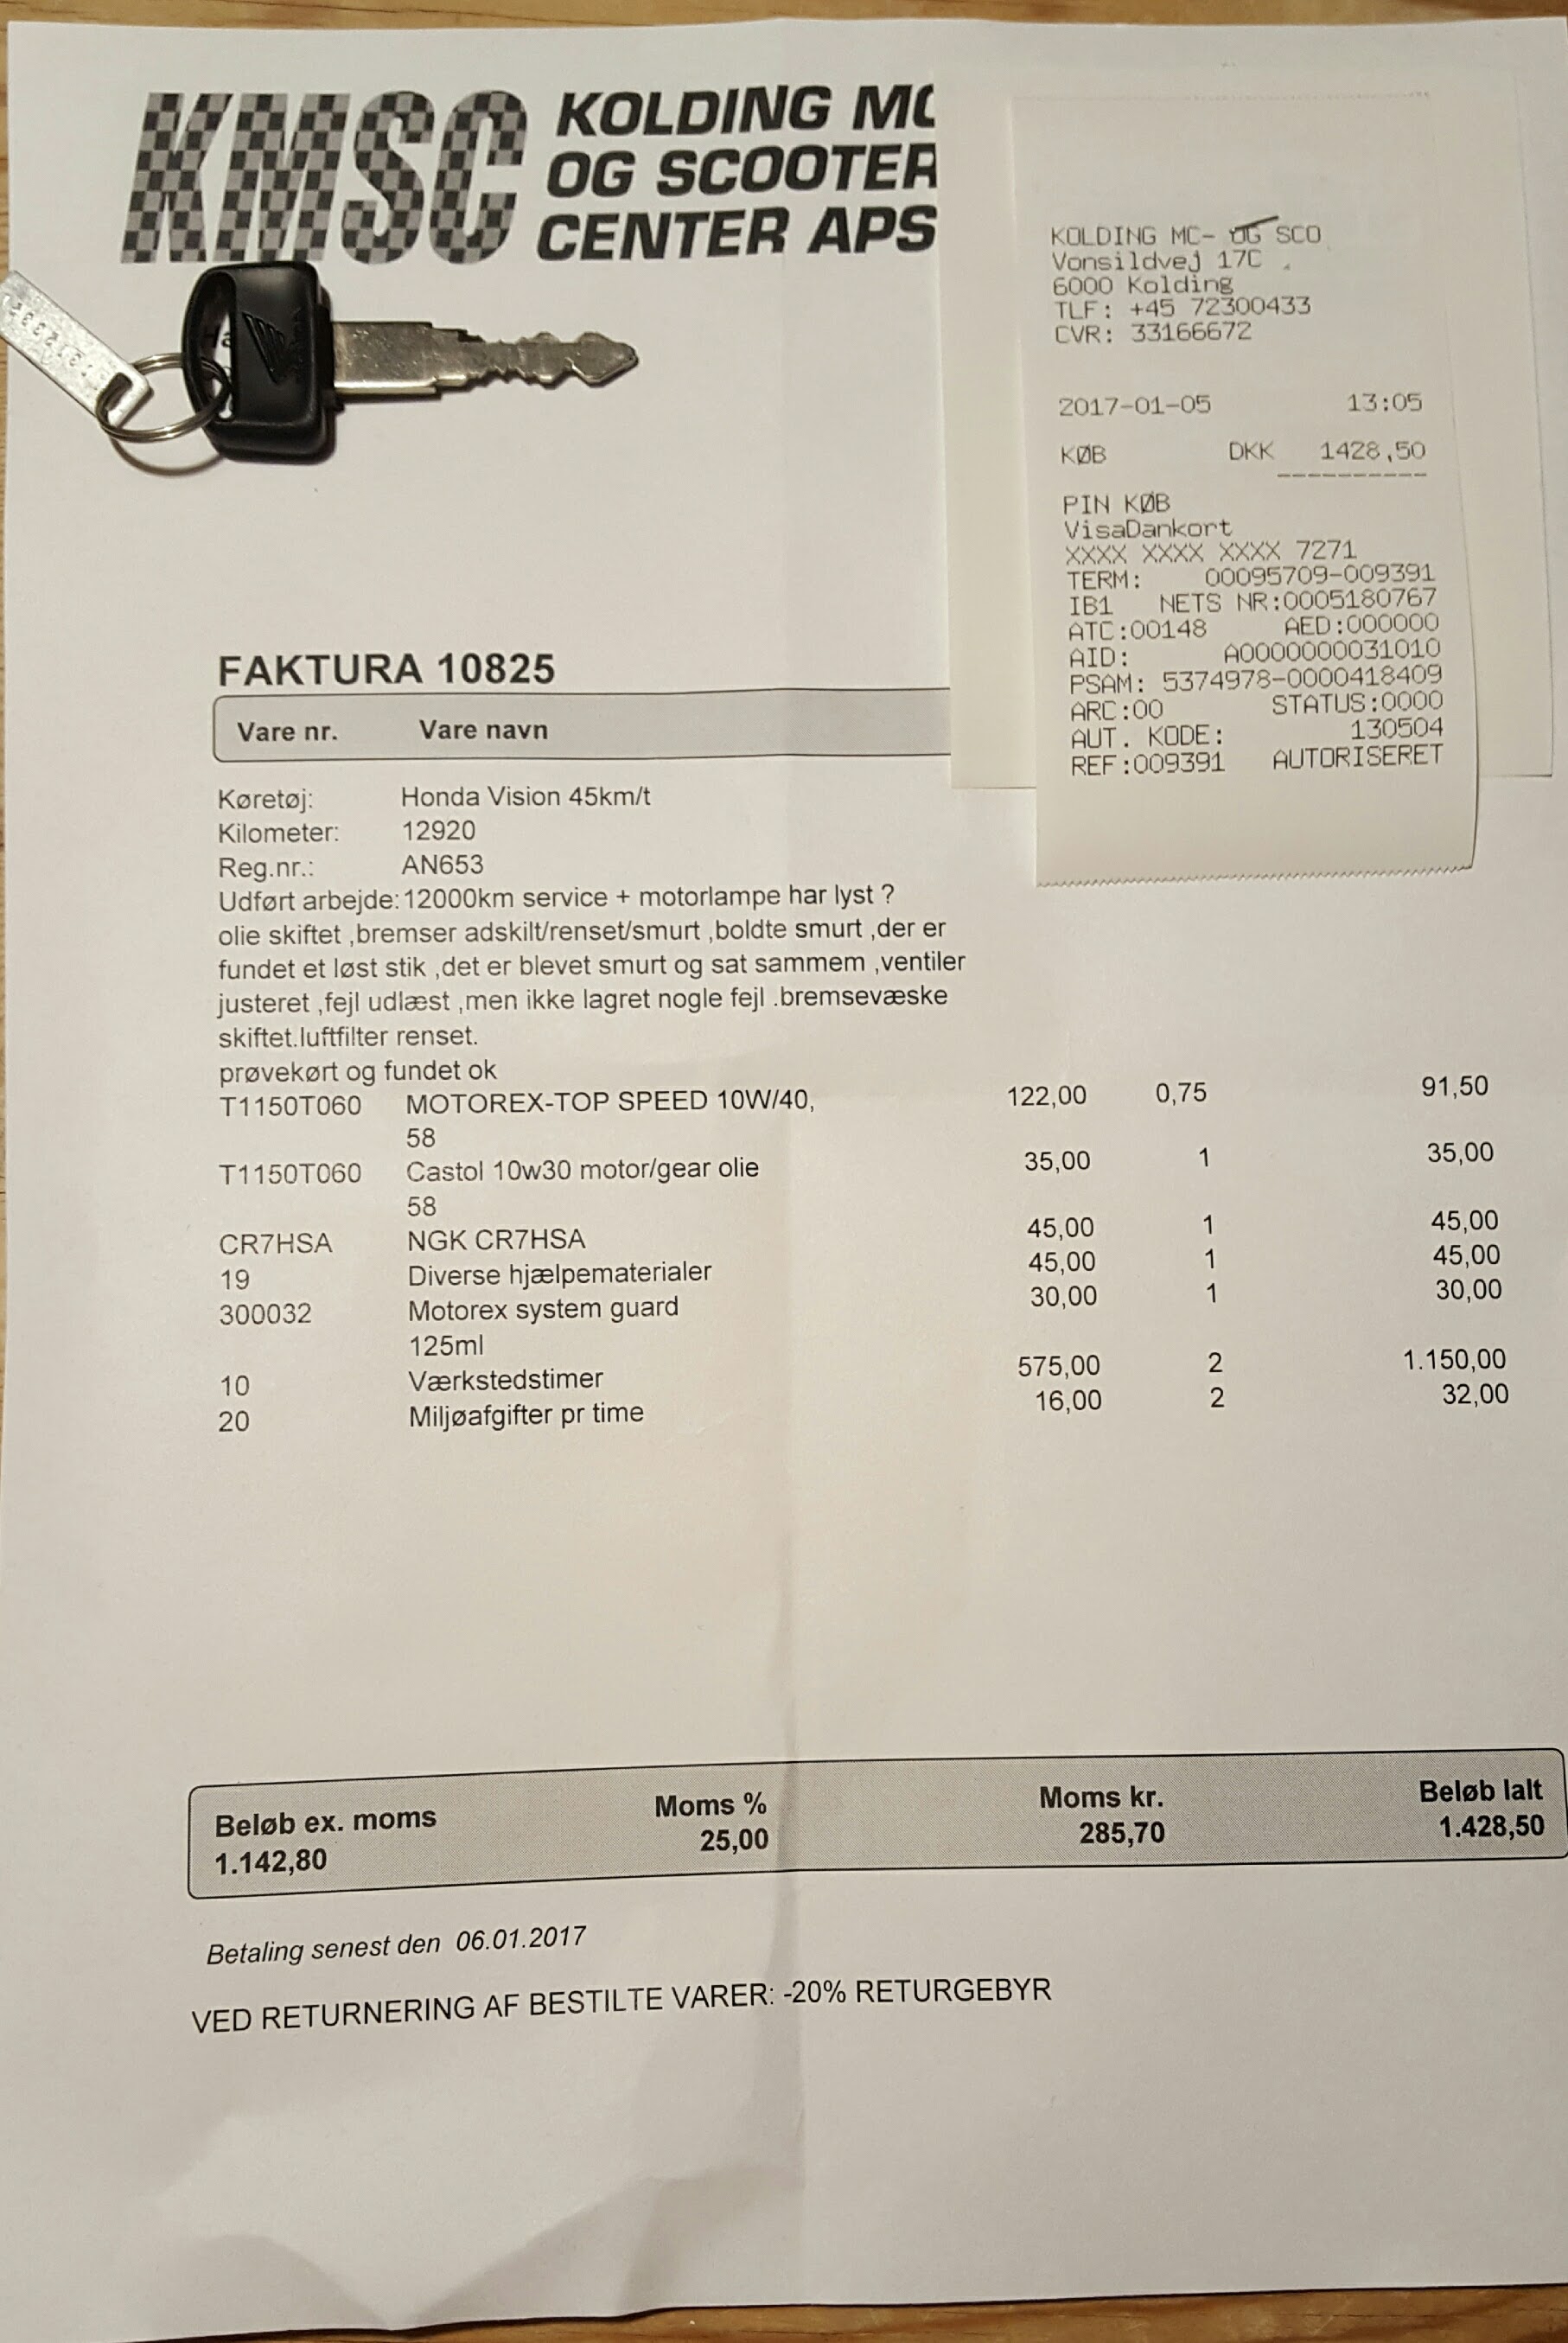 KMSC
KOLDING MC
OG SCOOTER
CENTER APS
KOLDING MC- OG SCO
Vonsildvej 17C
6000 Kolding
TLF: +45 72300433
CVR: 33166672
2017-01-05 13:05
KØB DKK 1428,50
PIN KØB
VisaDankort
XXXX XXXX XXXX 7271
TERM: 00095709-009391
IB1 NETS NR:0005180767
ATC:00148 AED:000000
AID: A0000000031010
PSAM: 5374978-0000418409
ARC:00 STATUS:0000
AUT. KODE: 130504
REF:009391 AUTORISERET
FAKTURA 10825
Vare nr. Vare navn
Køretøj: Honda Vision 45km/t
Kilometer: 12920
Reg.nr.: AN653
Udført arbejde: 12000km service + motorlampe har lyst ?
olie skiftet ,bremser adskilt/renset/smurt ,boldte smurt ,der er
fundet et løst stik ,det er blevet smurt og sat sammem ,ventiler
justeret ,fejl udlæst ,men ikke lagret nogle fejl .bremsevæske
skiftet.luftfilter renset.
prøvekørt og fundet ok
T1150T060 MOTOREX-TOP SPEED 10W/40, 122,00 0,75 91,50
58
T1150T060 Castol 10w30 motor/gear olie 35,00 1 35,00
58
CR7HSA NGK CR7HSA 45,00 1 45,00
19 Diverse hjælpematerialer 45,00 1 45,00
300032 Motorex system guard 30,00 1 30,00
125ml
10 Værkstedstimer 575,00 2 1.150,00
20 Miljøafgifter pr time 16,00 2 32,00
Beløb ex. moms Moms % Moms kr. Beløb Ialt
1.142,80 25,00 285,70 1.428,50
Betaling senest den 06.01.2017
VED RETURNERING AF BESTILTE VARER: -20% RETURGEBYR